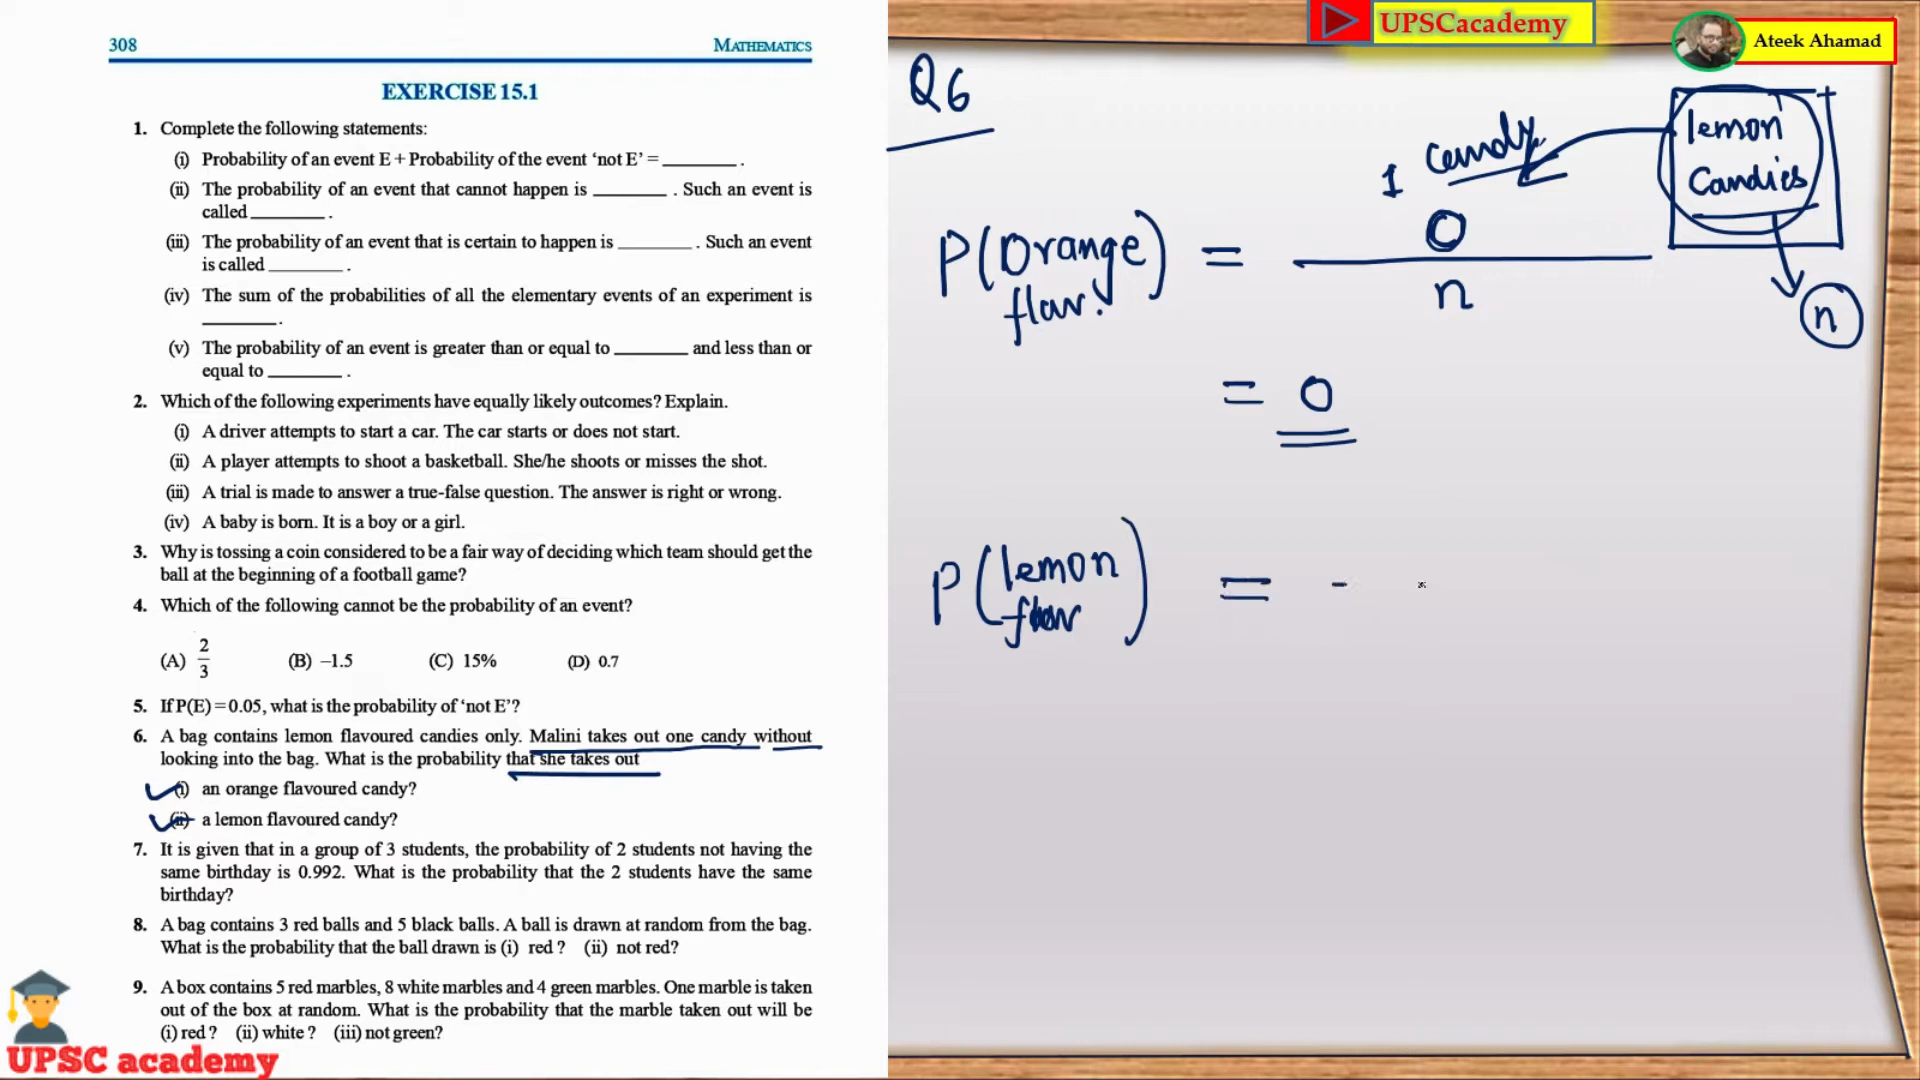 308 MATHEMATICS
EXERCISE 15.1
1. Complete the following statements:
(i) Probability of an event E + Probability of the event ‘not E’ = ________ .
(ii) The probability of an event that cannot happen is ________ . Such an event is
called ________ .
(iii) The probability of an event that is certain to happen is ________ . Such an event
is called ________ .
(iv) The sum of the probabilities of all the elementary events of an experiment is
________ .
(v) The probability of an event is greater than or equal to ________ and less than or
equal to ________ .
2. Which of the following experiments have equally likely outcomes? Explain.
(i) A driver attempts to start a car. The car starts or does not start.
(ii) A player attempts to shoot a basketball. She/he shoots or misses the shot.
(iii) A trial is made to answer a true-false question. The answer is right or wrong.
(iv) A baby is born. It is a boy or a girl.
3. Why is tossing a coin considered to be a fair way of deciding which team should get the
ball at the beginning of a football game?
4. Which of the following cannot be the probability of an event?
(A) 2/3 (B) –1.5 (C) 15% (D) 0.7
5. If P(E) = 0.05, what is the probability of ‘not E’?
6. A bag contains lemon flavoured candies only. Malini takes out one candy without
looking into the bag. What is the probability that she takes out
(i) an orange flavoured candy?
(ii) a lemon flavoured candy?
7. It is given that in a group of 3 students, the probability of 2 students not having the
same birthday is 0.992. What is the probability that the 2 students have the same
birthday?
8. A bag contains 3 red balls and 5 black balls. A ball is drawn at random from the bag.
What is the probability that the ball drawn is (i) red ? (ii) not red?
9. A box contains 5 red marbles, 8 white marbles and 4 green marbles. One marble is taken
out of the box at random. What is the probability that the marble taken out will be
(i) red ? (ii) white ? (iii) not green?
UPSC academy
UPSCacademy
Ateek Ahamad
Q6
1 candy
lemon
Candies
n
P(Orange flav.) = 0/n
= 0
P(lemon flav) = -